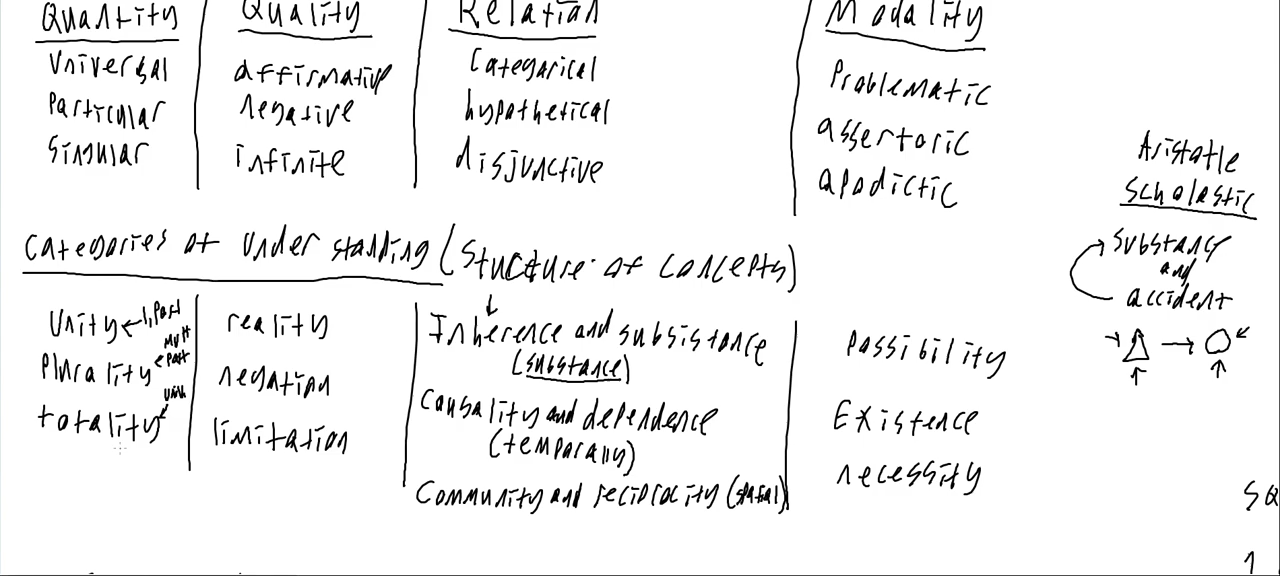 Quantity
Universal
Particular
Singular
Quality
affirmative
negative
infinite
Relation
Categorical
hypothetical
disjunctive
Modality
Problematic
assertoric
apodictic
Aristotle
Scholastic
substance
and
accident
Categories of understanding (Structure of concepts)
Unity
Plurality
totality
reality
negation
limitation
Inherence and subsistence
(substance)
Causality and dependence
(temporally)
Community and reciprocity (spatial)
Possibility
Existence
necessity
1